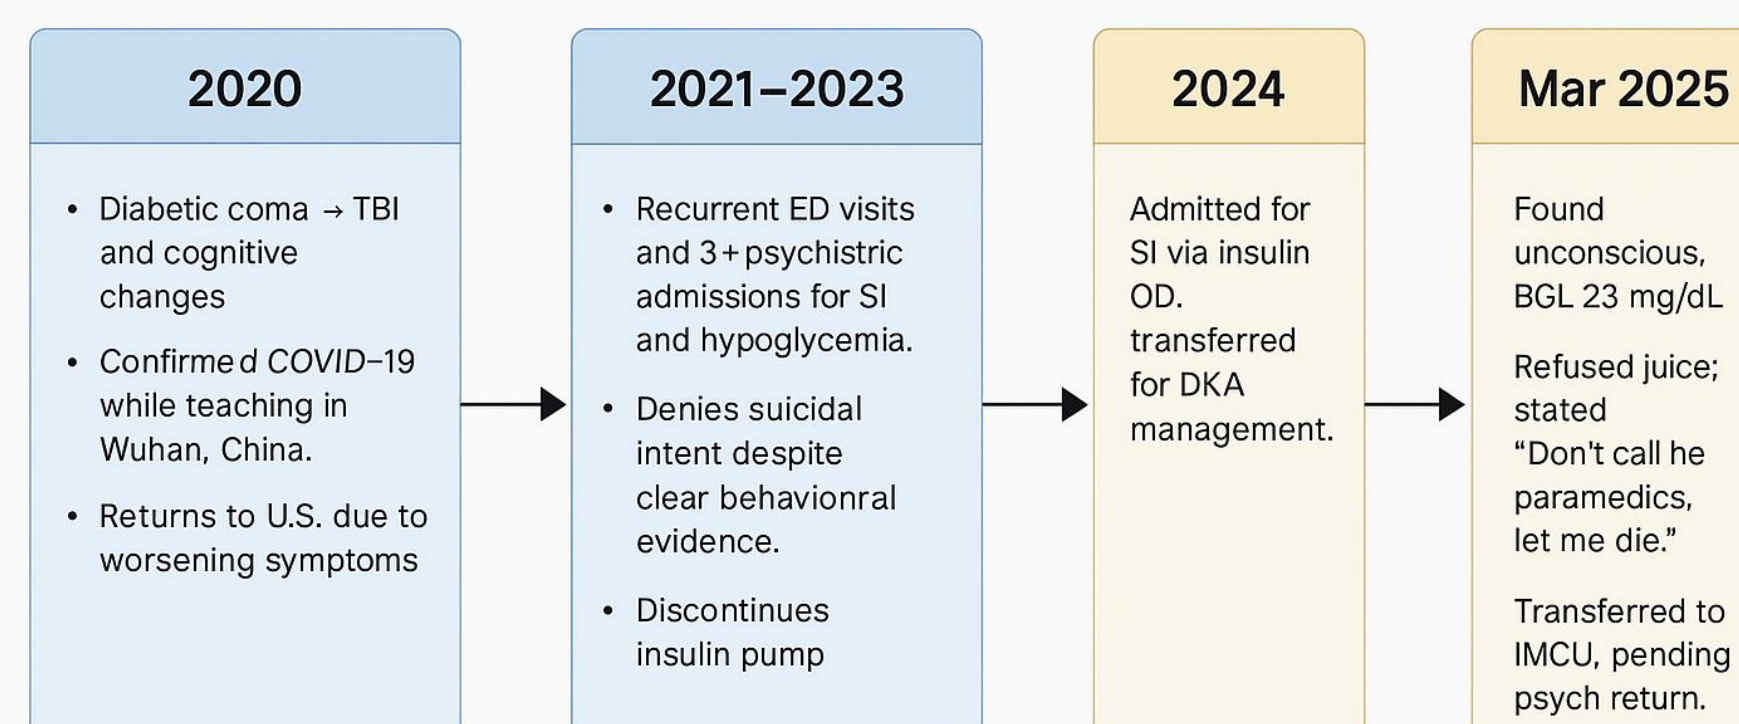 2020
• Diabetic coma → TBI
and cognitive
changes
• Confirmed COVID–19
while teaching in
Wuhan, China.
• Returns to U.S. due to
worsening symptoms
2021–2023
• Recurrent ED visits
and 3+psychistric
admissions for SI
and hypoglycemia.
• Denies suicidal
intent despite
clear behavionral
evidence.
• Discontinues
insulin pump
2024
Admitted for
SI via insulin
OD.
transferred
for DKA
management.
Mar 2025
Found
unconscious,
BGL 23 mg/dL
Refused juice;
stated
“Don't call he
paramedics,
let me die.”
Transferred to
IMCU, pending
psych return.